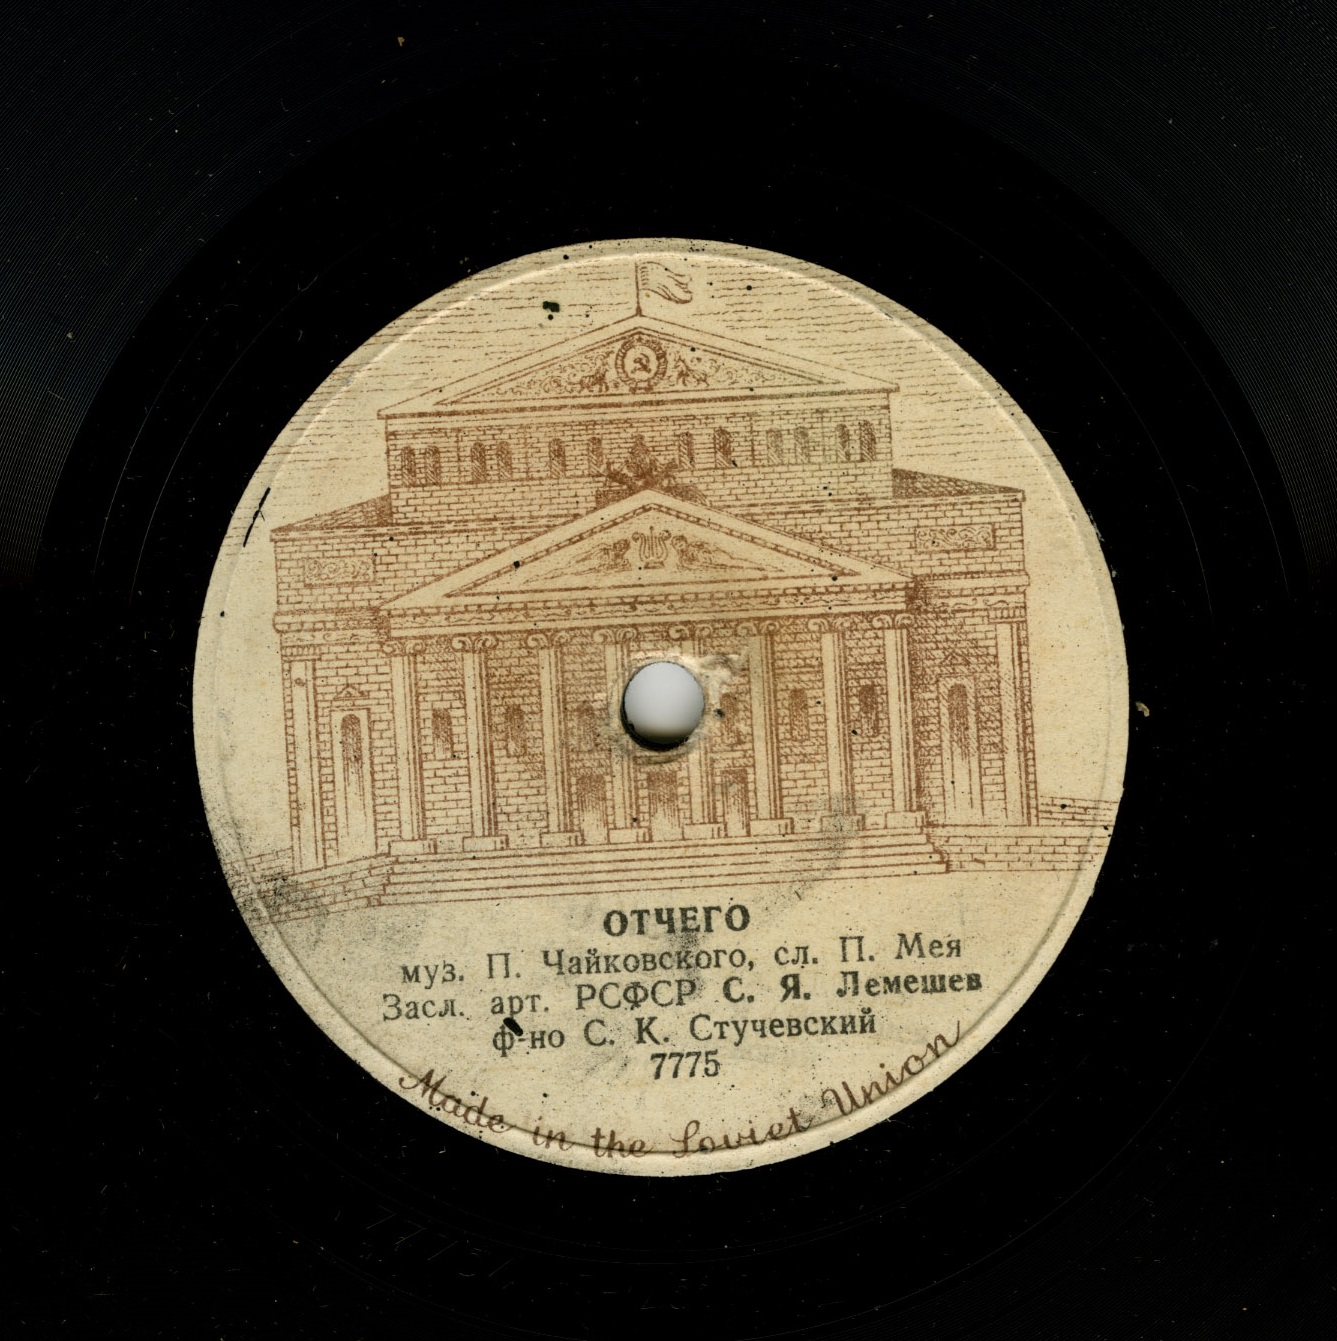 ОТЧЕГО
муз. П. Чайковского, сл. П. Мея
Засл. арт. РСФСР С. Я. Лемешев
ф-но С. К. Стучевский
7775
Made in the Soviet Union